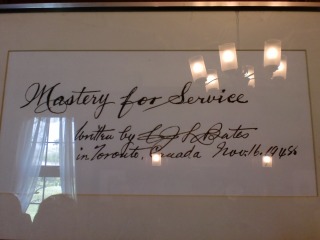 Mastery for Service
Written by Bates
in Toronto, Canada Nov. 16.